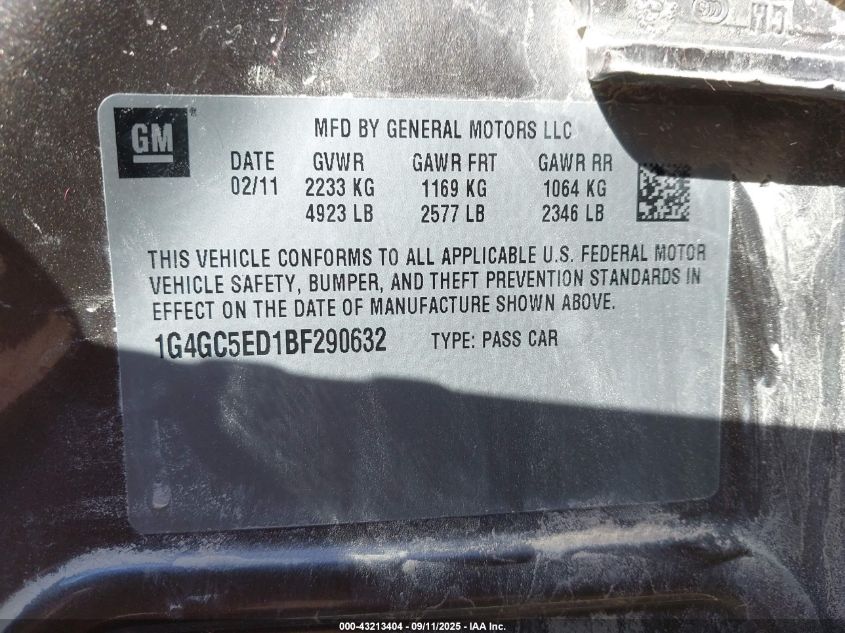 GM ®
MFD BY GENERAL MOTORS LLC
DATE GVWR GAWR FRT GAWR RR
02/11 2233 KG 1169 KG 1064 KG
4923 LB 2577 LB 2346 LB
THIS VEHICLE CONFORMS TO ALL APPLICABLE U.S. FEDERAL MOTOR
VEHICLE SAFETY, BUMPER, AND THEFT PREVENTION STANDARDS IN
EFFECT ON THE DATE OF MANUFACTURE SHOWN ABOVE.
1G4GC5ED1BF290632 TYPE: PASS CAR
000-43213404 - 09/11/2025 - IAA Inc.